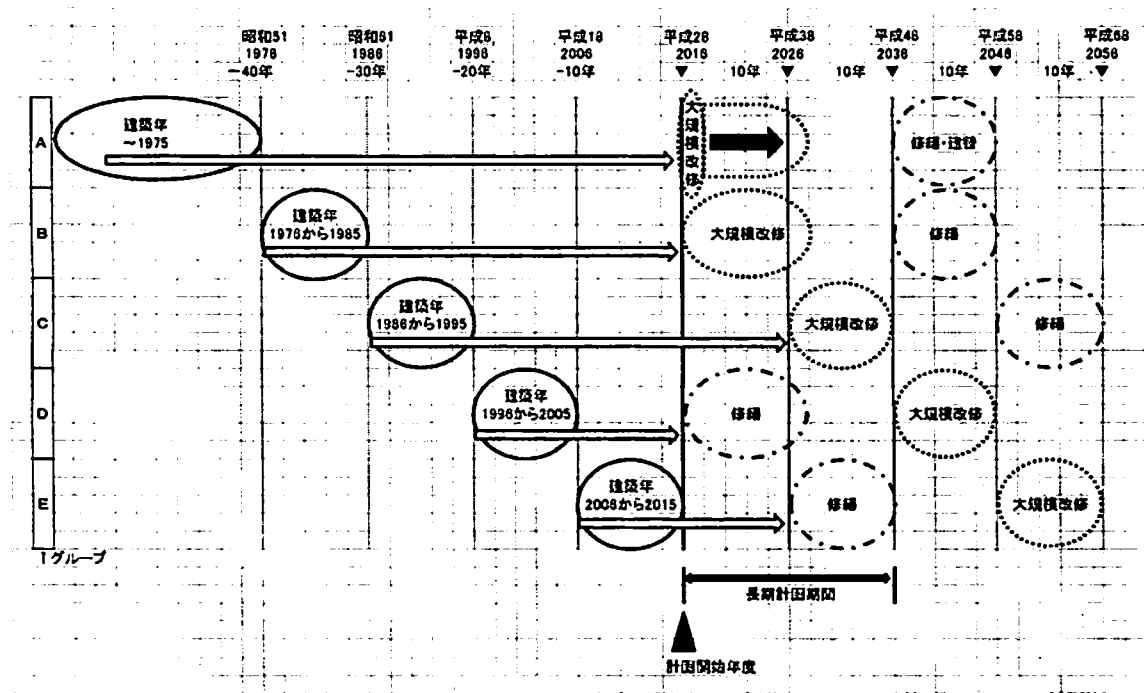 昭和51
1976
-40年
昭和61
1986
-30年
平成8,
1996
-20年
平成18
2006
-10年
平成28
2016
▼
10年
平成38
2026
▼
10年
平成48
2036
▼
10年
平成58
2046
▼
10年
平成68
2056
▼
A
建築年
~1975
大規模改修
修繕・改修
B
建築年
1976から1985
大規模改修
修繕
C
建築年
1986から1995
大規模改修
修繕
D
建築年
1996から2005
修繕
大規模改修
E
建築年
2006から2015
修繕
大規模改修
↑グループ
長期計画期間
計画開始年度